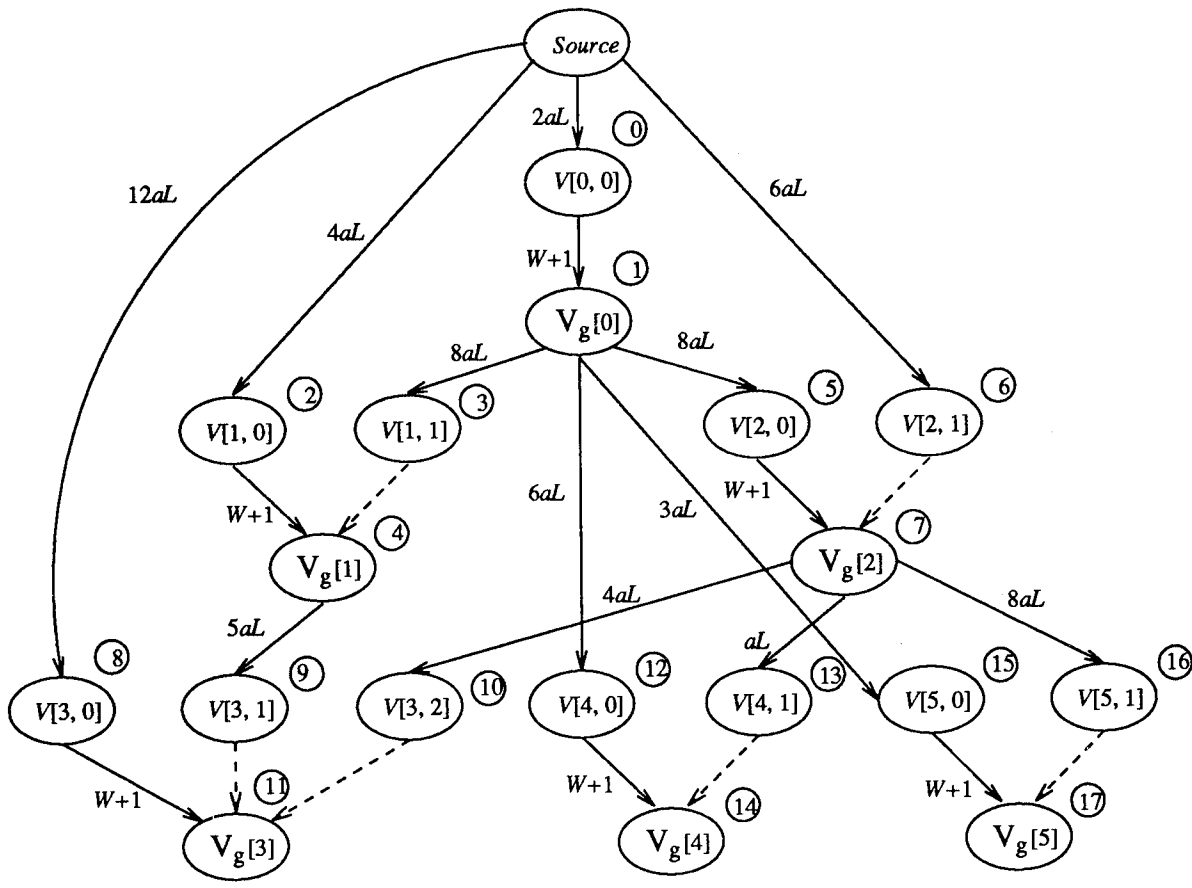 Source
2aL
0
12aL
V[0, 0]
6aL
4aL
W+1
1
Vg[0]
8aL
8aL
2
3
5
6
V[1, 0]
V[1, 1]
V[2, 0]
V[2, 1]
6aL
3aL
W+1
W+1
4
7
Vg[1]
Vg[2]
4aL
8aL
5aL
aL
8
9
10
12
13
15
16
V[3, 0]
V[3, 1]
V[3, 2]
V[4, 0]
V[4, 1]
V[5, 0]
V[5, 1]
W+1
11
W+1
14
W+1
17
Vg[3]
Vg[4]
Vg[5]